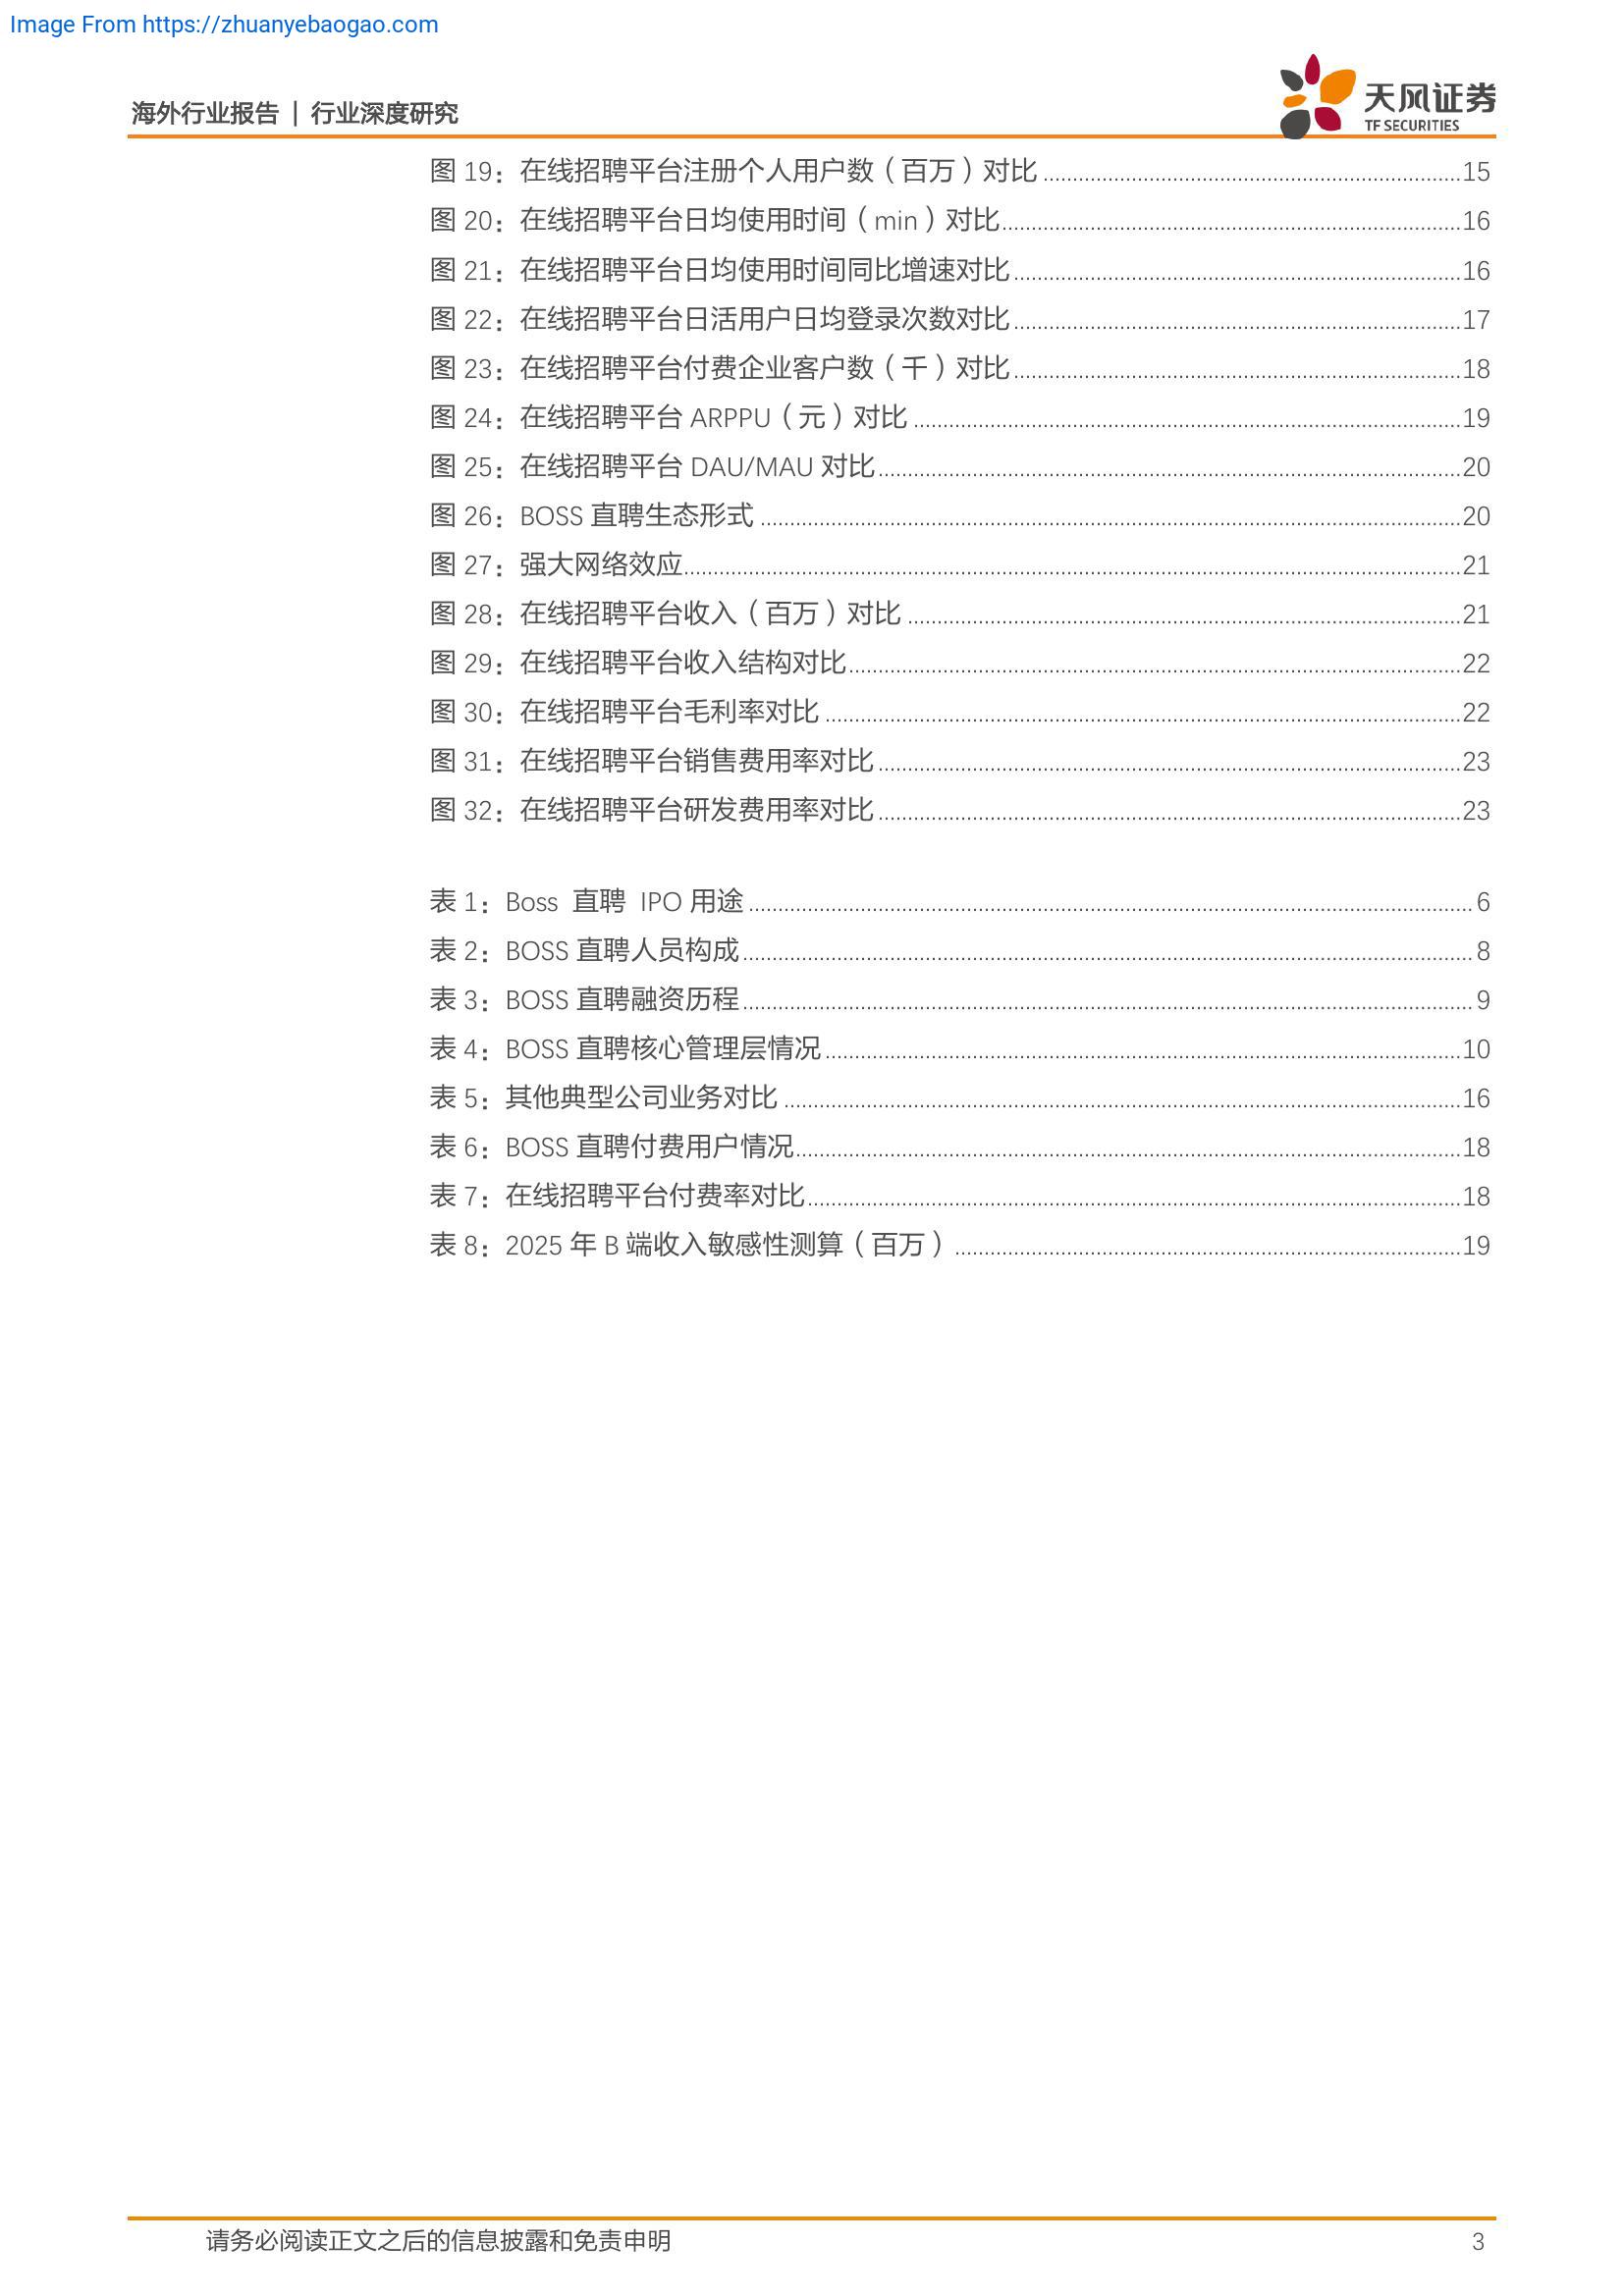 Image From https://zhuanyebaogao.com
海外行业报告 | 行业深度研究
天风证券
TF SECURITIES
图 19：在线招聘平台注册个人用户数（百万）对比 15
图 20：在线招聘平台日均使用时间（min）对比 16
图 21：在线招聘平台日均使用时间同比增速对比 16
图 22：在线招聘平台日活用户日均登录次数对比 17
图 23：在线招聘平台付费企业客户数（千）对比 18
图 24：在线招聘平台 ARPPU（元）对比 19
图 25：在线招聘平台 DAU/MAU 对比 20
图 26：BOSS 直聘生态形式 20
图 27：强大网络效应 21
图 28：在线招聘平台收入（百万）对比 21
图 29：在线招聘平台收入结构对比 22
图 30：在线招聘平台毛利率对比 22
图 31：在线招聘平台销售费用率对比 23
图 32：在线招聘平台研发费用率对比 23
表 1：Boss 直聘 IPO 用途 6
表 2：BOSS 直聘人员构成 8
表 3：BOSS 直聘融资历程 9
表 4：BOSS 直聘核心管理层情况 10
表 5：其他典型公司业务对比 16
表 6：BOSS 直聘付费用户情况 18
表 7：在线招聘平台付费率对比 18
表 8：2025 年 B 端收入敏感性测算（百万） 19
请务必阅读正文之后的信息披露和免责申明 3